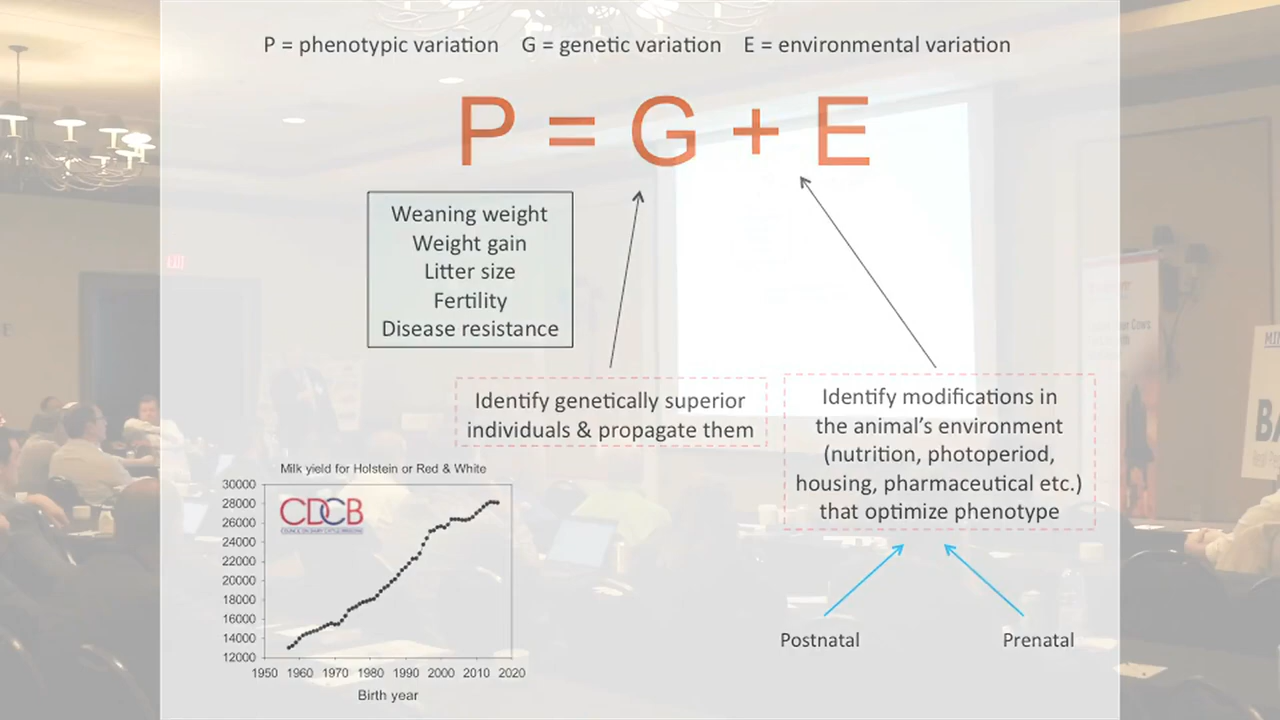 P = phenotypic variation G = genetic variation E = environmental variation
P = G + E
Weaning weight
Weight gain
Litter size
Fertility
Disease resistance
Identify genetically superior
individuals & propagate them
Identify modifications in
the animal's environment
(nutrition, photoperiod,
housing, pharmaceutical etc.)
that optimize phenotype
Postnatal
Prenatal
Milk yield for Holstein or Red & White
CDCB
COUNCIL ON DAIRY CATTLE BREEDING
30000
28000
26000
24000
22000
20000
18000
16000
14000
12000
1950 1960 1970 1980 1990 2000 2010 2020
Birth year